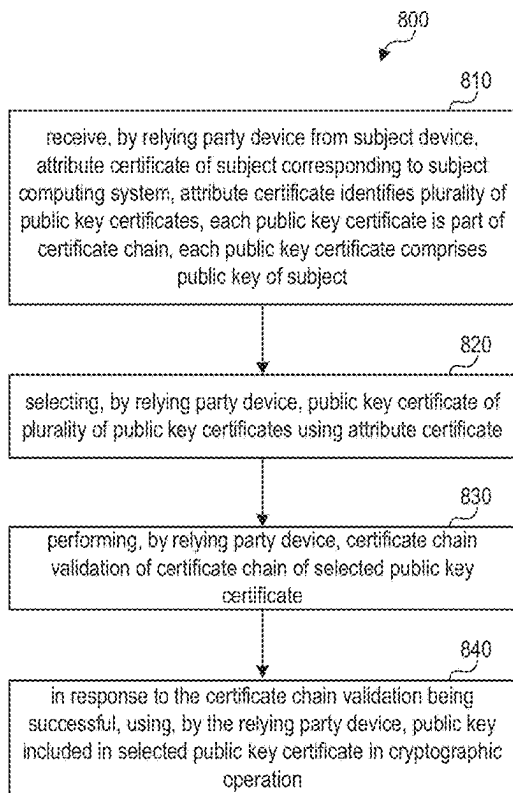 800
810
receive, by relying party device from subject device,
attribute certificate of subject corresponding to subject
computing system, attribute certificate identifies plurality of
public key certificates, each public key certificate is part of
certificate chain, each public key certificate comprises
public key of subject
820
selecting, by relying party device, public key certificate of
plurality of public key certificates using attribute certificate
830
performing, by relying party device, certificate chain
validation of certificate chain of selected public key
certificate
840
in response to the certificate chain validation being
successful, using, by the relying party device, public key
included in selected public key certificate in cryptographic
operation